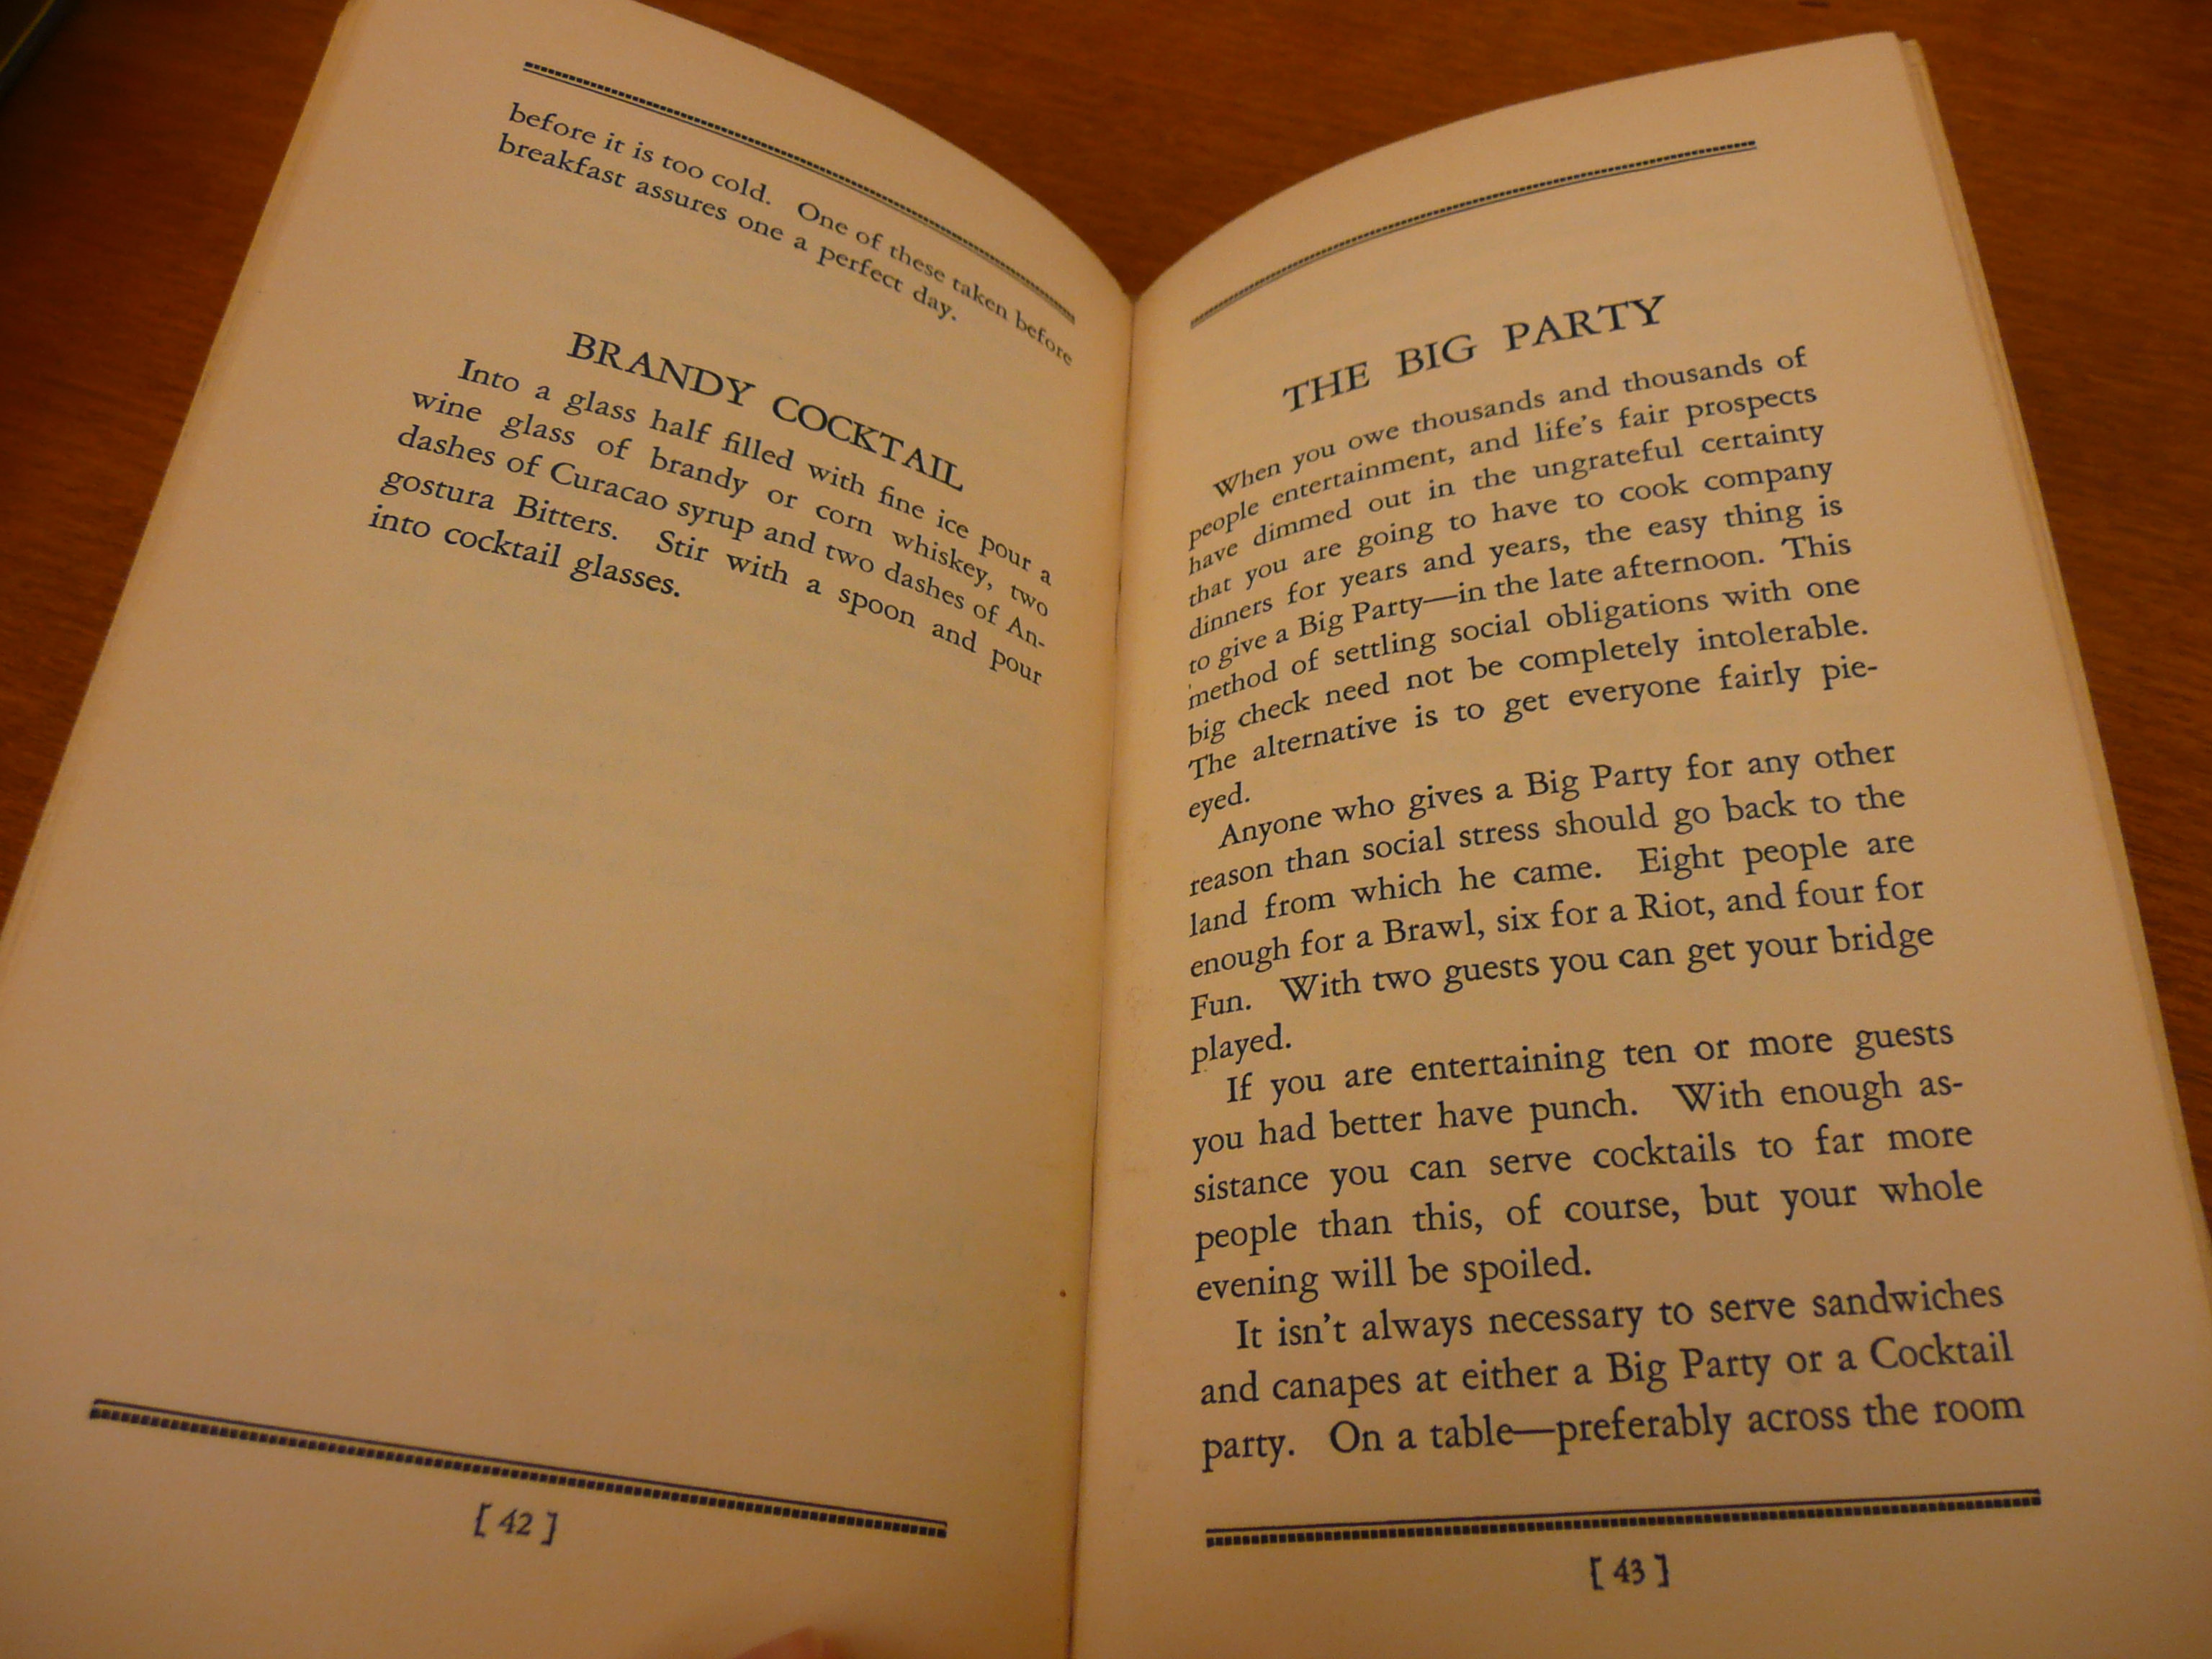 before it is too cold. One of these taken before
breakfast assures one a perfect day.
BRANDY COCKTAIL
Into a glass half filled with fine ice pour a
wine glass of brandy or corn whiskey, two
dashes of Curacao syrup and two dashes of An-
gostura Bitters. Stir with a spoon and pour
into cocktail glasses.
[ 42 ]
THE BIG PARTY
When you owe thousands and thousands of
people entertainment, and life's fair prospects
have dimmed out in the ungrateful certainty
that you are going to have to cook company
dinners for years and years, the easy thing is
to give a Big Party—in the late afternoon. This
method of settling social obligations with one
big check need not be completely intolerable.
The alternative is to get everyone fairly pie-
eyed.
Anyone who gives a Big Party for any other
reason than social stress should go back to the
land from which he came. Eight people are
enough for a Brawl, six for a Riot, and four for
Fun. With two guests you can get your bridge
played.
If you are entertaining ten or more guests
you had better have punch. With enough as-
sistance you can serve cocktails to far more
people than this, of course, but your whole
evening will be spoiled.
It isn't always necessary to serve sandwiches
and canapes at either a Big Party or a Cocktail
party. On a table—preferably across the room
[ 43 ]